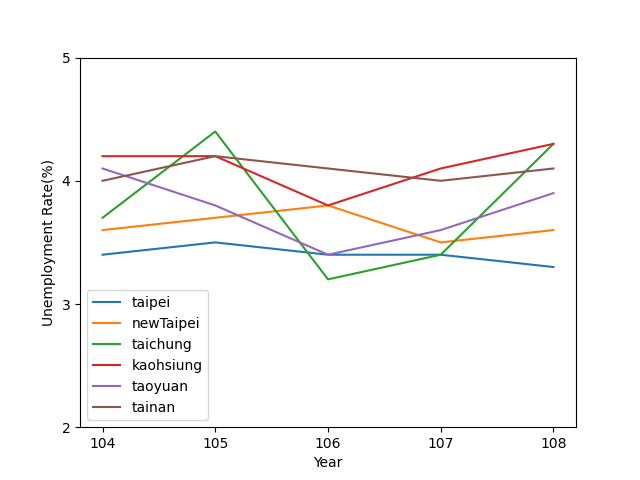 5
4
3
2
Unemployment Rate(%)
taipei
newTaipei
taichung
kaohsiung
taoyuan
tainan
104 105 106 107 108
Year